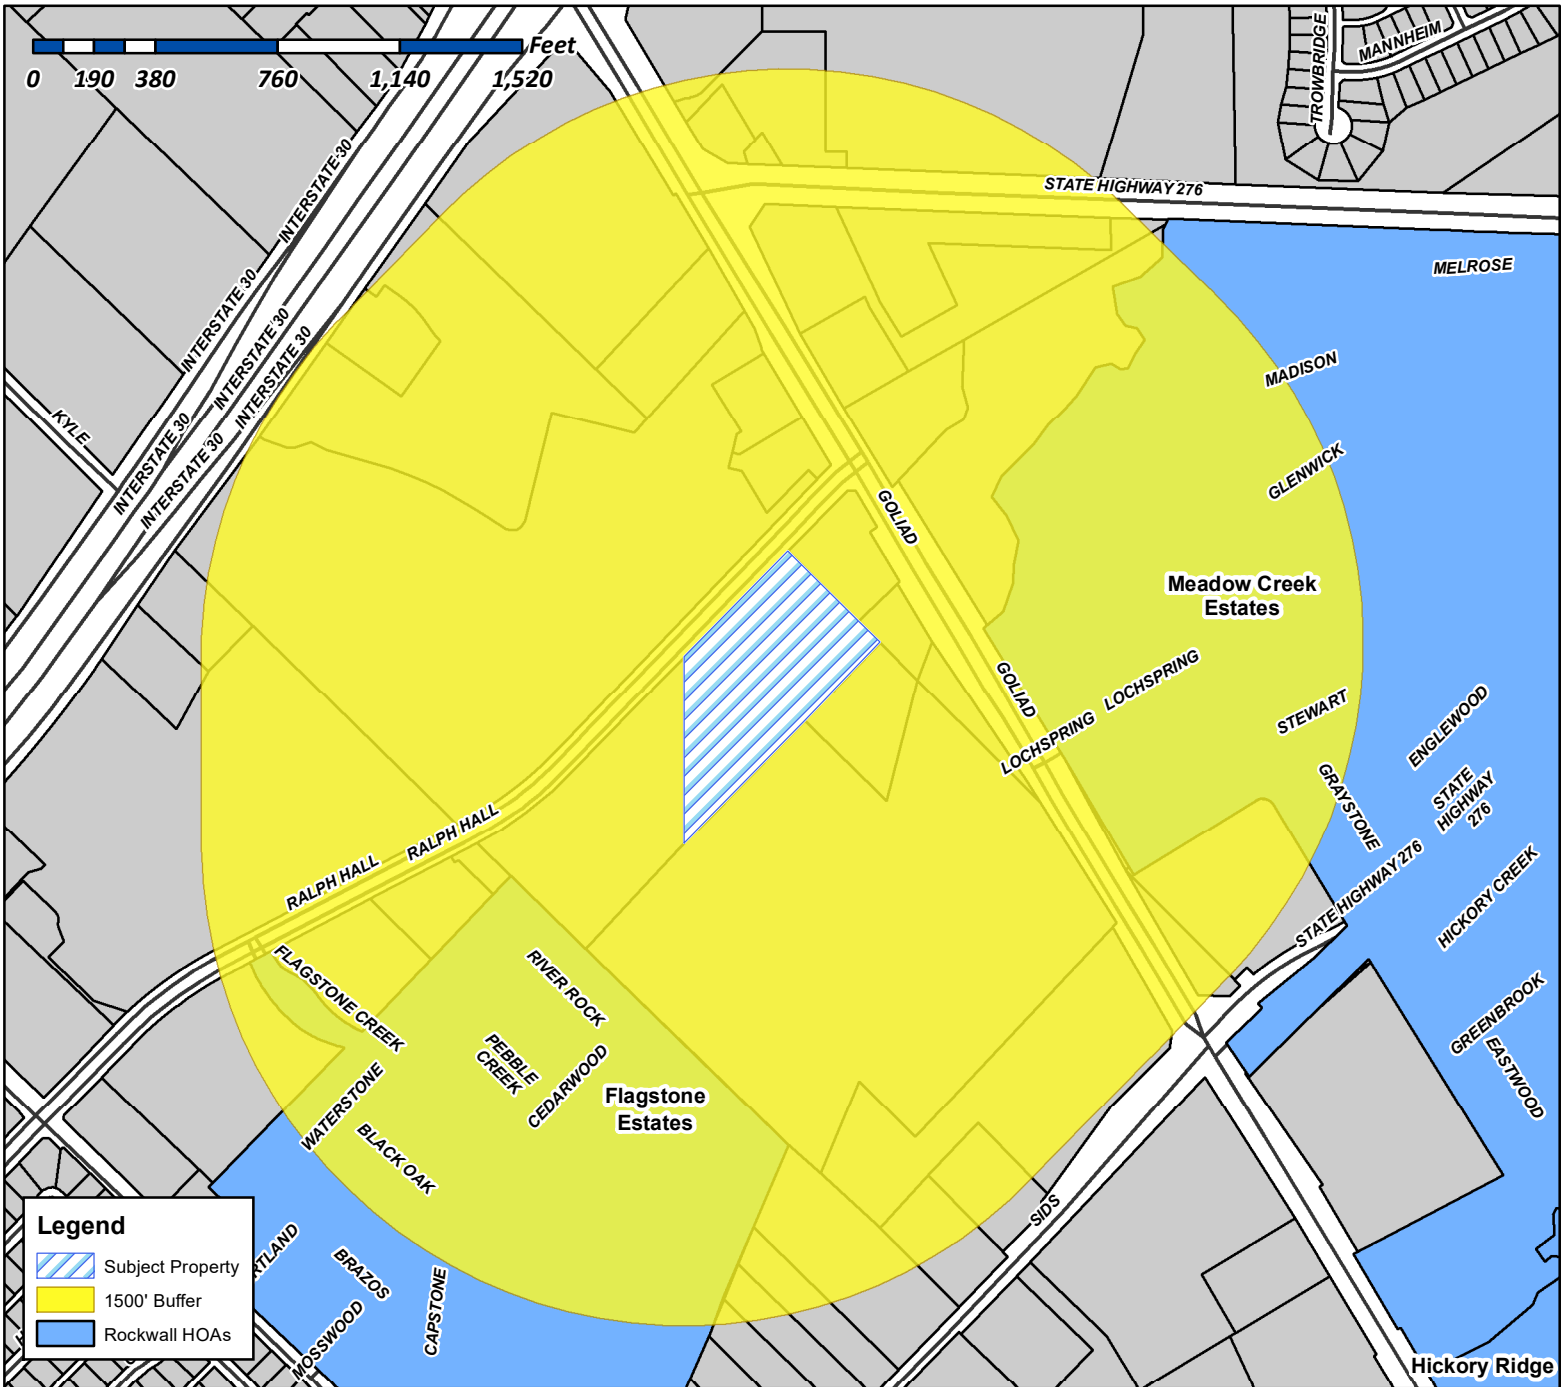 Feet
0 190 380 760 1,140 1,520
TROWBRIDGE
MANNHEIM
STATE HIGHWAY 276
INTERSTATE 30
INTERSTATE 30
INTERSTATE 30
INTERSTATE 30
INTERSTATE 30
INTERSTATE 30
KYLE
MELROSE
MADISON
GLENWICK
GOLIAD
Meadow Creek
Estates
LOCHSPRING
GOLIAD
LOCHSPRING
STEWART
ENGLEWOOD
GRAYSTONE
STATE
HIGHWAY
276
STATE HIGHWAY 276
HICKORY CREEK
GREENBROOK
EASTWOOD
RALPH HALL
RALPH HALL
FLAGSTONE CREEK
RIVER ROCK
PEBBLE
CREEK
CEDARWOOD
WATERSTONE
BLACK OAK
Flagstone
Estates
SIDS
Legend
Subject Property
1500' Buffer
Rockwall HOAs
RTLAND
BRAZOS
MOSSWOOD
CAPSTONE
Hickory Ridge